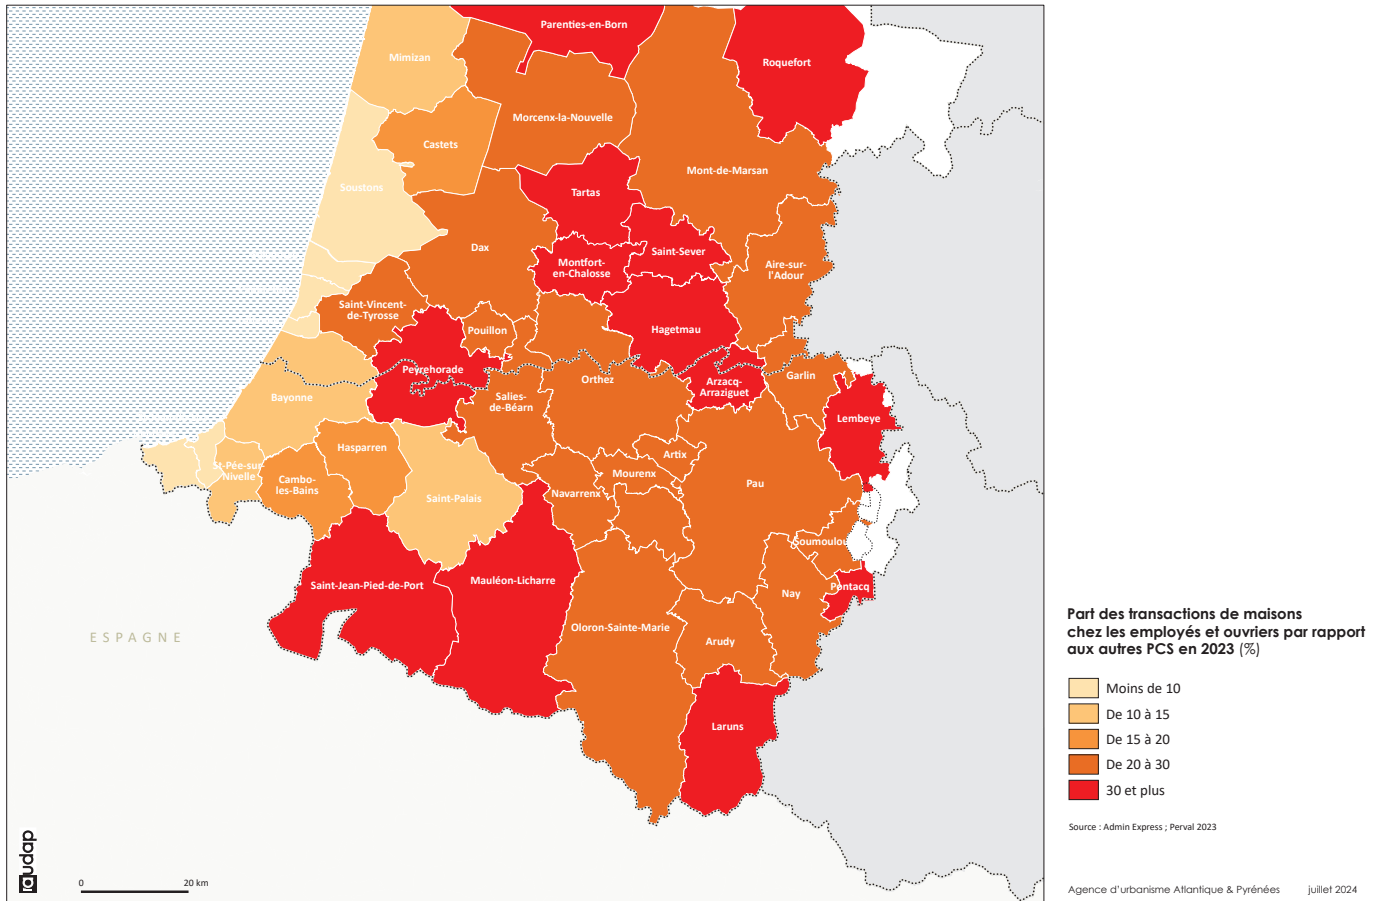 Parenties-en-Born
Roquefort
Mimizan
Morcenx-la-Nouvelle
Castets
Mont-de-Marsan
Soustons
Tartas
Dax
Saint-Sever
Montfort-
en-Chalosse
Aire-sur-
l'Adour
Saint-Vincent-
de-Tyrosse
Pouillon
Hagetmau
Peyrehorade
Orthez
Garlin
Arzacq-
Arraziguet
Bayonne
Salies-
de-Béarn
Lembeye
Hasparren
Artix
St-Pée-sur-
Nivelle
Cambo-
les-Bains
Mourenx
Pau
Navarrenx
Saint-Palais
Soumoulou
Saint-Jean-Pied-de-Port
Mauléon-Licharre
Nay
Pontacq
Oloron-Sainte-Marie
Arudy
ESPAGNE
Laruns
audap
0 20 km
Part des transactions de maisons
chez les employés et ouvriers par rapport
aux autres PCS en 2023 (%)
Moins de 10
De 10 à 15
De 15 à 20
De 20 à 30
30 et plus
Source : Admin Express ; Perval 2023
Agence d'urbanisme Atlantique & Pyrénées juillet 2024